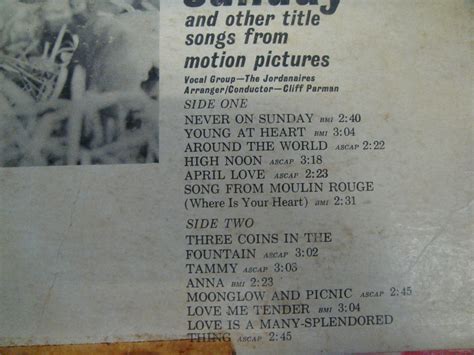 Sunday
and other title
songs from
motion pictures
Vocal Group—The Jordanaires
Arranger/Conductor—Cliff Parman
SIDE ONE
NEVER ON SUNDAY BMI 2:40
YOUNG AT HEART BMI 3:04
AROUND THE WORLD ASCAP 2:22
HIGH NOON ASCAP 3:18
APRIL LOVE ASCAP 2:23
SONG FROM MOULIN ROUGE
(Where Is Your Heart) BMI 2:31
SIDE TWO
THREE COINS IN THE
FOUNTAIN ASCAP 3:02
TAMMY ASCAP 3:05
ANNA BMI 2:23
MOONGLOW AND PICNIC ASCAP 2:45
LOVE ME TENDER BMI 3:04
LOVE IS A MANY-SPLENDORED
THING ASCAP 2:45